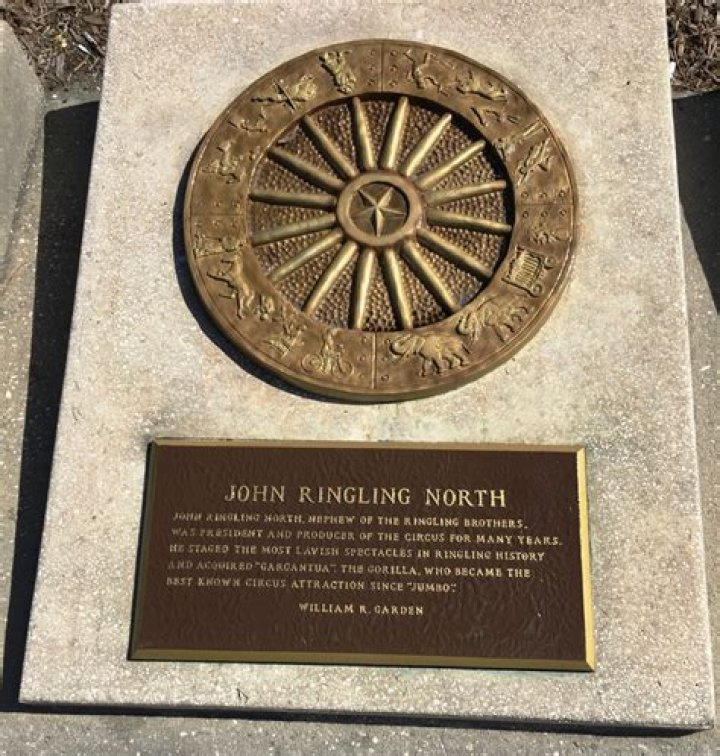 JOHN RINGLING NORTH
JOHN RINGLING NORTH, NEPHEW OF THE RINGLING BROTHERS,
WAS PRESIDENT AND PRODUCER OF THE CIRCUS FOR MANY YEARS.
HE STAGED THE MOST LAVISH SPECTACLES IN RINGLING HISTORY
AND ACQUIRED "GARGANTUA", THE GORILLA, WHO BECAME THE
BEST KNOWN CIRCUS ATTRACTION SINCE "JUMBO".
WILLIAM R. GARDEN